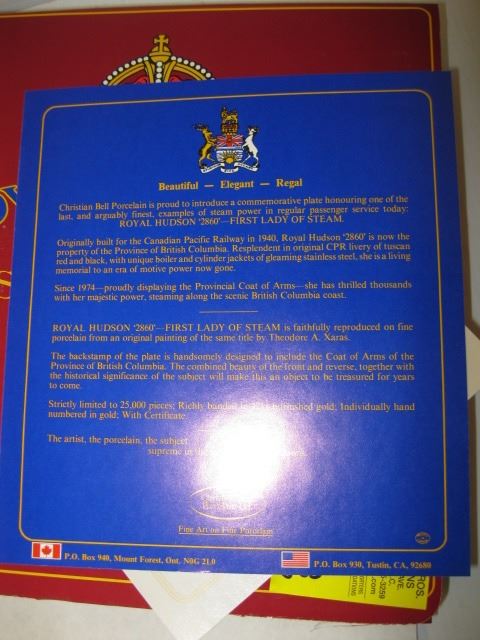 Beautiful — Elegant — Regal
Christian Bell Porcelain is proud to introduce a commemorative plate honouring one of the
last, and arguably finest, examples of steam power in regular passenger service today:
ROYAL HUDSON '2860'—FIRST LADY OF STEAM.
Originally built for the Canadian Pacific Railway in 1940, Royal Hudson '2860' is now the
property of the Province of British Columbia. Resplendent in original CPR livery of tuscan
red and black, with unique boiler and cylinder jackets of gleaming stainless steel, she is a living
memorial to an era of motive power now gone.
Since 1974—proudly displaying the Provincial Coat of Arms—she has thrilled thousands
with her majestic power, steaming along the scenic British Columbia coast.
ROYAL HUDSON '2860'—FIRST LADY OF STEAM is faithfully reproduced on fine
porcelain from an original painting of the same title by Theodore A. Xaras.
The backstamp of the plate is handsomely designed to include the Coat of Arms of the
Province of British Columbia. The combined beauty of the front and reverse, together with
the historical significance of the subject will make this an object to be treasured for years
to come.
Strictly limited to 25,000 pieces; Richly banded burnished gold; Individually hand
numbered in gold; With Certificate.
The artist, the porcelain, the subject
supreme in
Fine Art on Fine Porcelain
P.O. Box 940, Mount Forest, Ont. N0G 2L0
P.O. Box 930, Tustin, CA, 92680
ROS.
NS
AWE.
.C.
-3259
.com